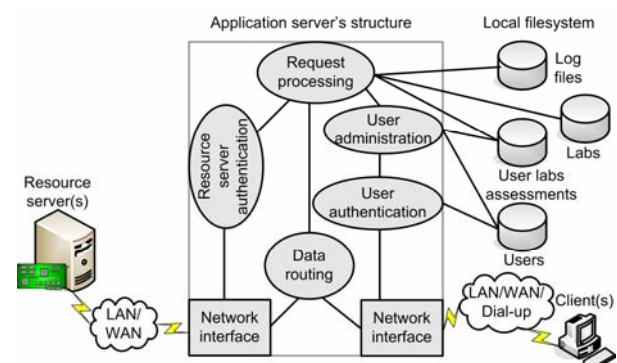 Application server's structure
Local filesystem
Request
processing
Log
files
Labs
User
administration
User labs
assessments
Resource
server
authentication
User
authentication
Users
Resource
server(s)
Data
routing
LAN/
WAN
Network
interface
Network
interface
LAN/WAN/
Dial-up
Client(s)